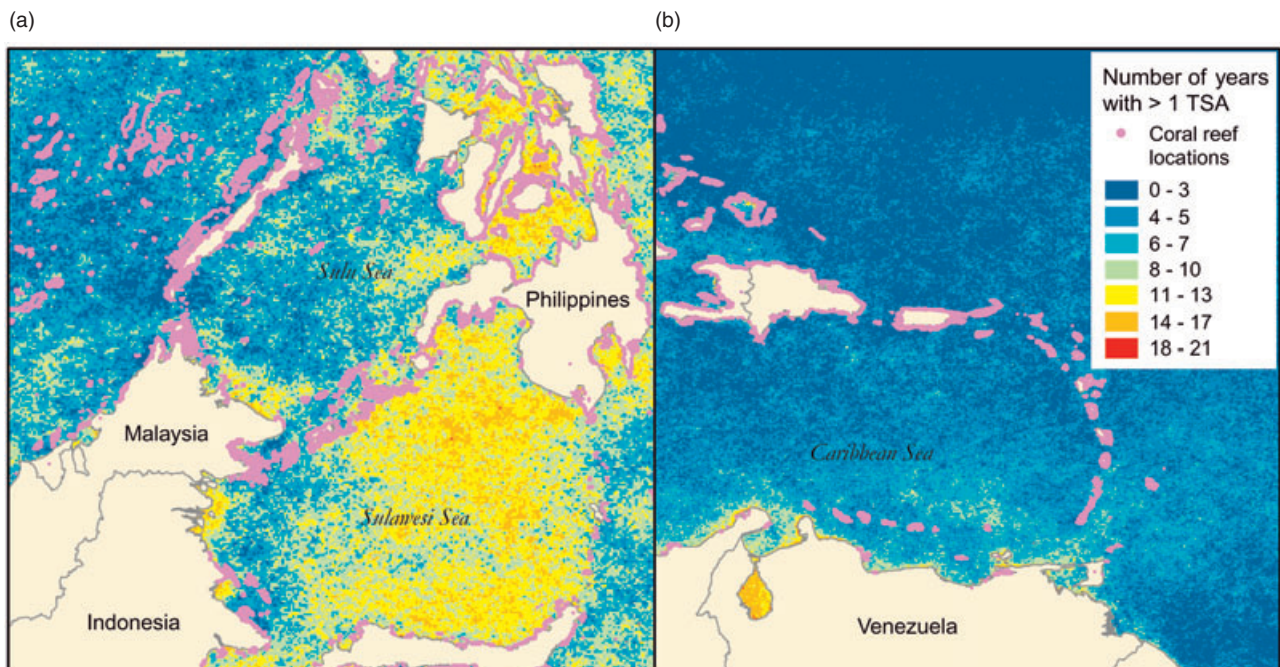 (a)
(b)
Sulu Sea
Philippines
Malaysia
Sulawesi Sea
Indonesia
Caribbean Sea
Venezuela
Number of years
with > 1 TSA
Coral reef
locations
0 - 3
4 - 5
6 - 7
8 - 10
11 - 13
14 - 17
18 - 21